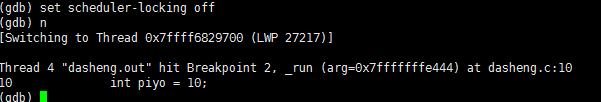 (gdb) set scheduler-locking off
(gdb) n
[Switching to Thread 0x7ffff6829700 (LWP 27217)]

Thread 4 "dasheng.out" hit Breakpoint 2, _run (arg=0x7fffffffe444) at dasheng.c:10
10              int piyo = 10;
(gdb)